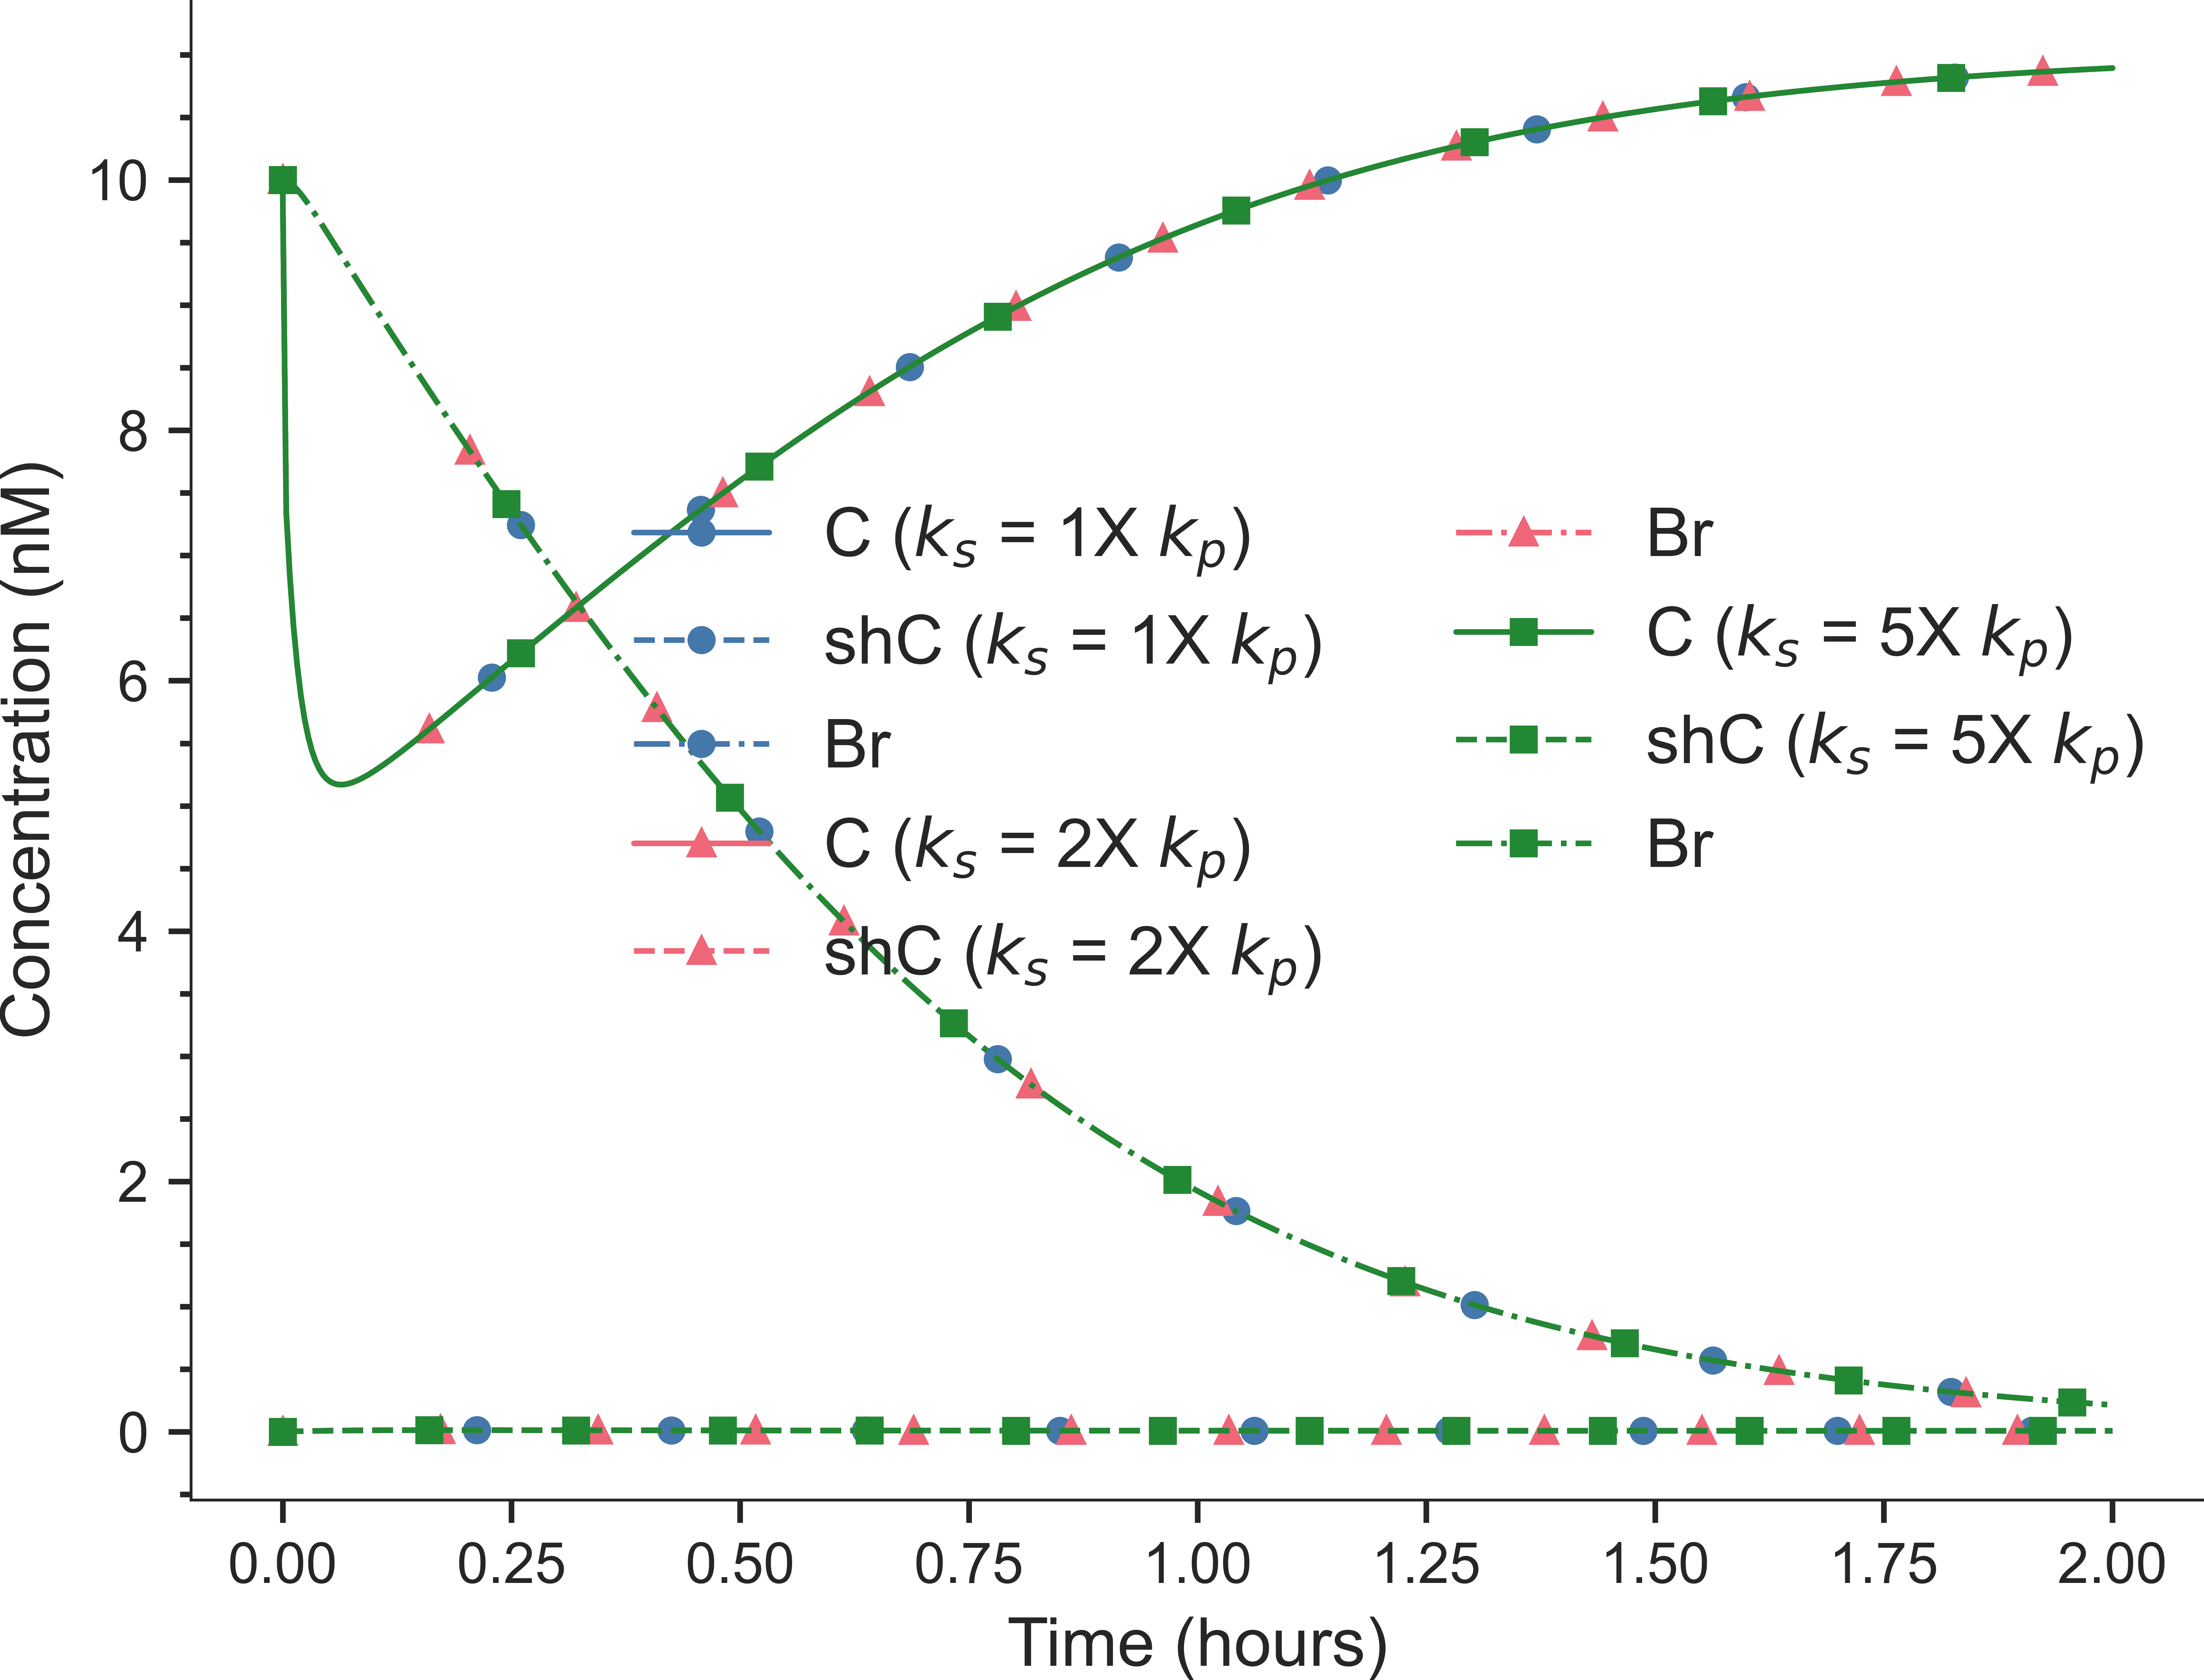 Concentration (nM)
10
8
6
4
2
0
C (kₛ = 1X kₚ)
shC (kₛ = 1X kₚ)
Br
C (kₛ = 2X kₚ)
shC (kₛ = 2X kₚ)
Br
C (kₛ = 5X kₚ)
shC (kₛ = 5X kₚ)
Br
0.00 0.25 0.50 0.75 1.00 1.25 1.50 1.75 2.00
Time (hours)